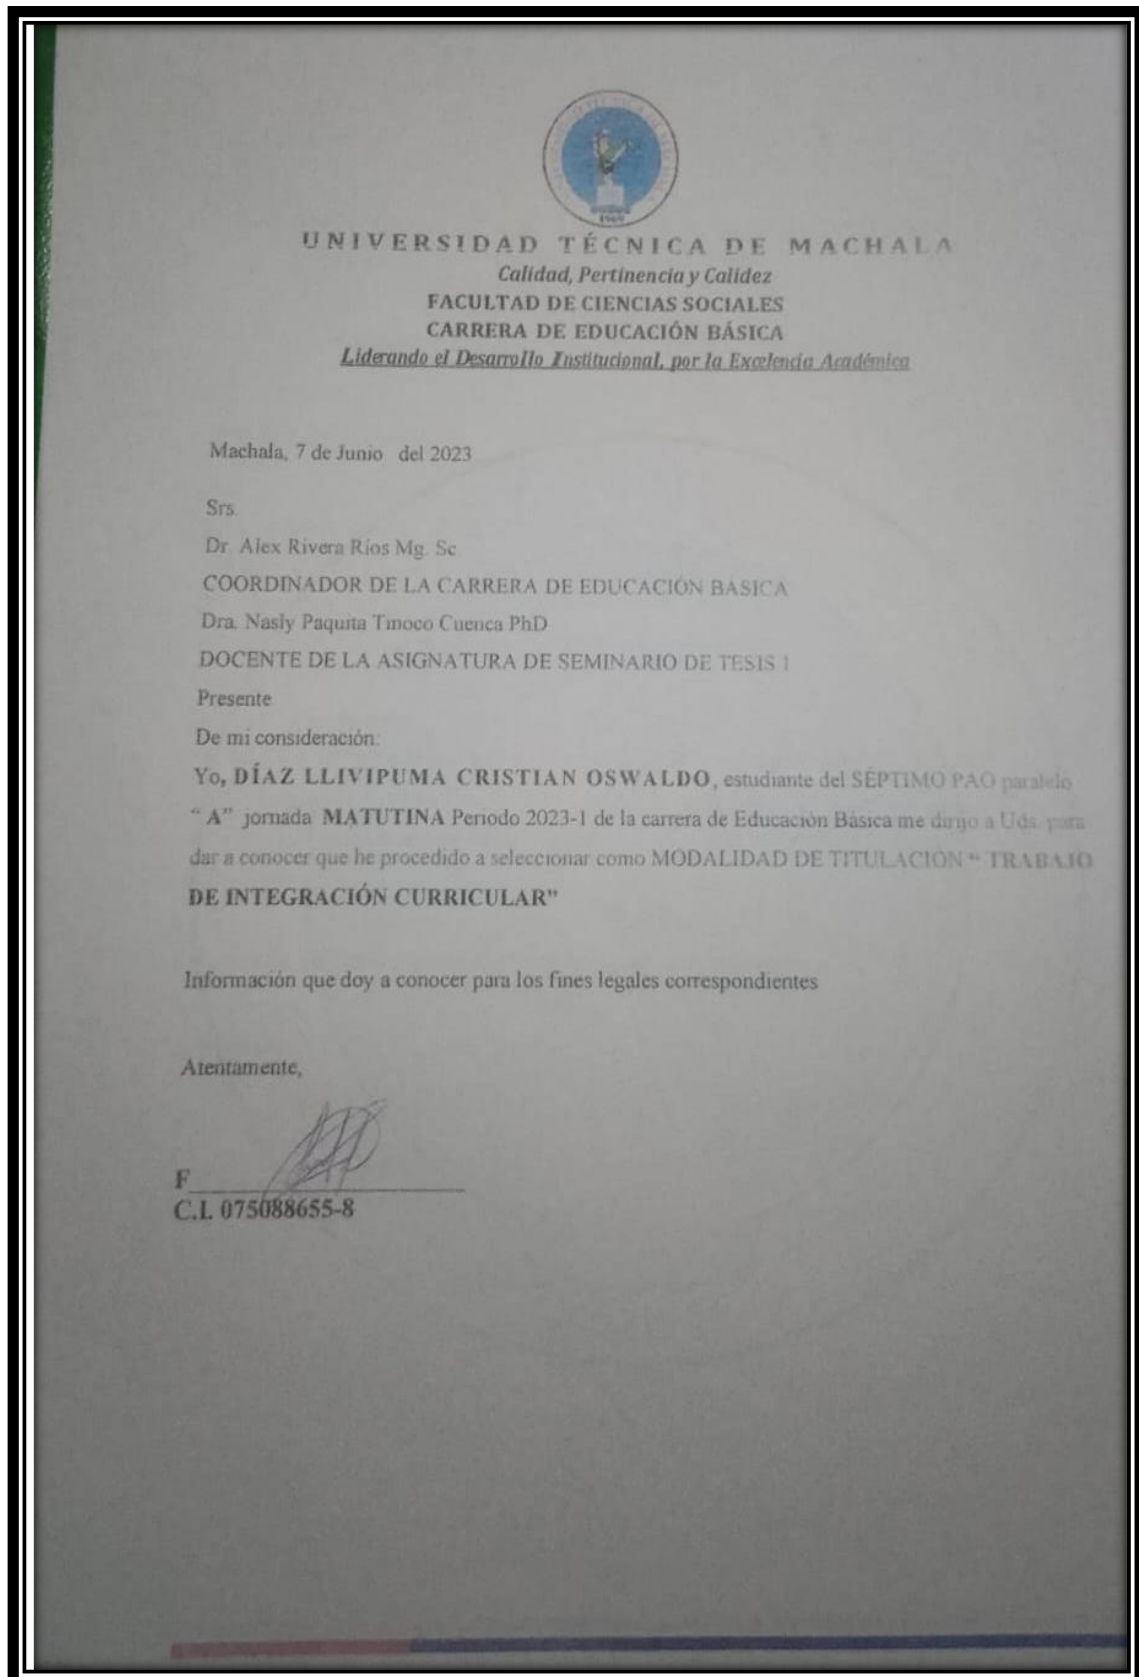 1969
UNIVERSIDAD TÉCNICA DE MACHALA
Calidad, Pertinencia y Calidez
FACULTAD DE CIENCIAS SOCIALES
CARRERA DE EDUCACIÓN BÁSICA
Liderando el Desarrollo Institucional, por la Excelencia Académica
Machala, 7 de Junio del 2023
Srs.
Dr. Alex Rivera Ríos Mg. Sc.
COORDINADOR DE LA CARRERA DE EDUCACIÓN BÁSICA
Dra. Nasly Paquita Tinoco Cuenca PhD
DOCENTE DE LA ASIGNATURA DE SEMINARIO DE TESIS 1
Presente
De mi consideración:
Yo, DÍAZ LLIVIPUMA CRISTIAN OSWALDO, estudiante del SÉPTIMO PAO paralelo
“ A” jornada MATUTINA Periodo 2023-1 de la carrera de Educación Básica me dirijo a Uds. para
dar a conocer que he procedido a seleccionar como MODALIDAD DE TITULACIÓN “ TRABAJO
DE INTEGRACIÓN CURRICULAR”
Información que doy a conocer para los fines legales correspondientes
Atentamente,
F
C.I. 075088655-8